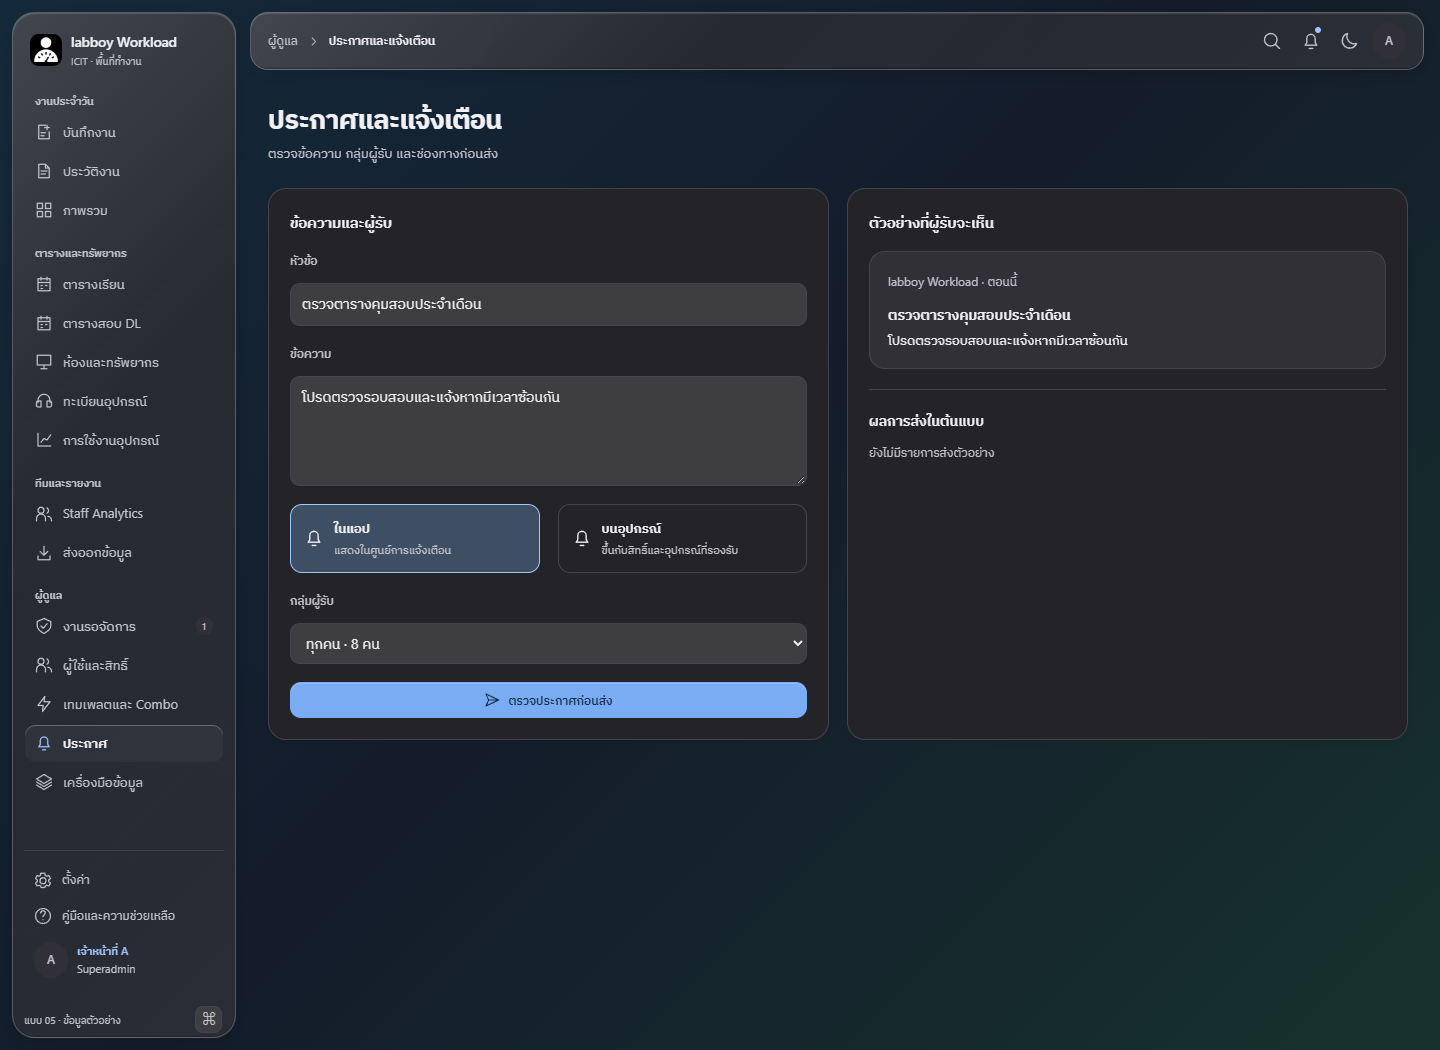 labboy Workload
ICIT · พื้นที่ทำงาน
งานประจำวัน
บันทึกงาน
ประวัติงาน
ภาพรวม
ตารางและทรัพยากร
ตารางเรียน
ตารางสอบ DL
ห้องและทรัพยากร
ทะเบียนอุปกรณ์
การใช้งานอุปกรณ์
ทีมและรายงาน
Staff Analytics
ส่งออกข้อมูล
ผู้ดูแล
งานรอจัดการ 1
ผู้ใช้และสิทธิ์
เทมเพลตและ Combo
ประกาศ
เครื่องมือข้อมูล
ตั้งค่า
คู่มือและความช่วยเหลือ
A
เจ้าหน้าที่ A
Superadmin
แบบ 05 · ข้อมูลตัวอย่าง
ผู้ดูแล > ประกาศและแจ้งเตือน
A
ประกาศและแจ้งเตือน
ตรวจข้อความ กลุ่มผู้รับ และช่องทางก่อนส่ง
ข้อความและผู้รับ
หัวข้อ
ตรวจตารางคุมสอบประจำเดือน
ข้อความ
โปรดตรวจรอบสอบและแจ้งหากมีเวลาซ้อนกัน
ในแอป
แสดงในศูนย์การแจ้งเตือน
บนอุปกรณ์
ขึ้นกับสิทธิ์และอุปกรณ์ที่รองรับ
กลุ่มผู้รับ
ทุกคน · 8 คน
ตรวจประกาศก่อนส่ง
ตัวอย่างที่ผู้รับจะเห็น
labboy Workload · ตอนนี้
ตรวจตารางคุมสอบประจำเดือน
โปรดตรวจรอบสอบและแจ้งหากมีเวลาซ้อนกัน
ผลการส่งในต้นแบบ
ยังไม่มีรายการส่งตัวอย่าง